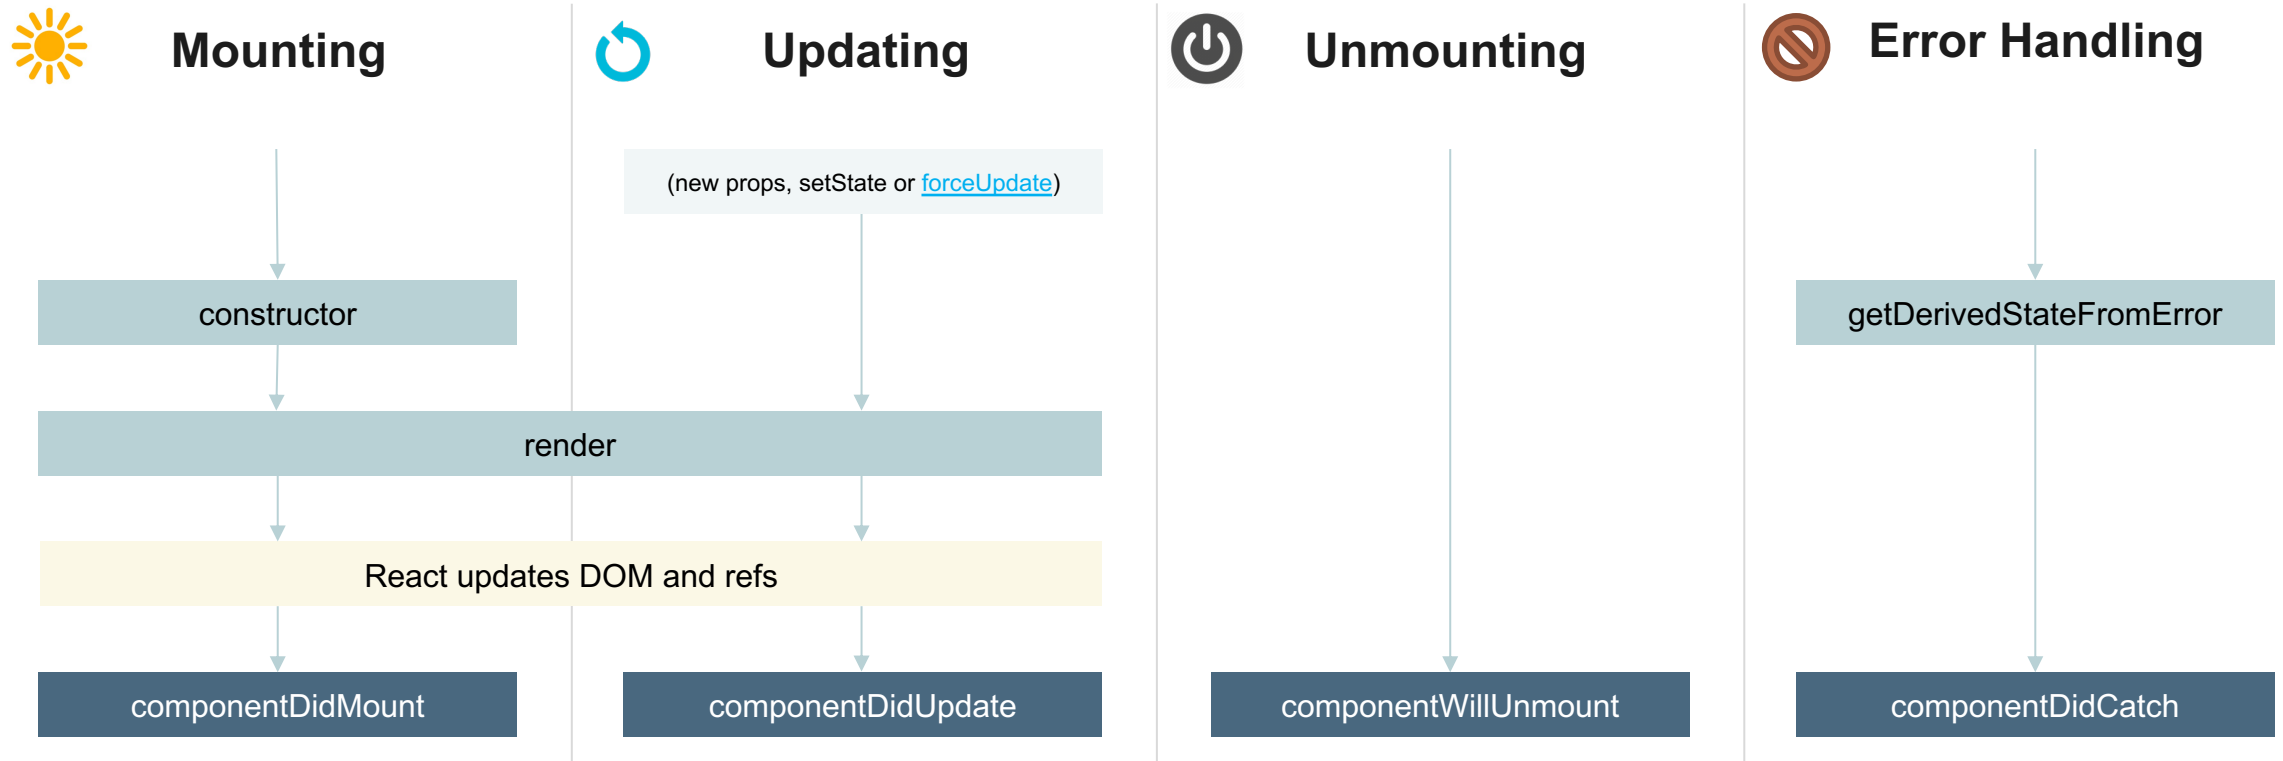 Mounting
Updating
Unmounting
Error Handling
(new props, setState or forceUpdate)
constructor
getDerivedStateFromError
render
React updates DOM and refs
componentDidMount
componentDidUpdate
componentWillUnmount
componentDidCatch